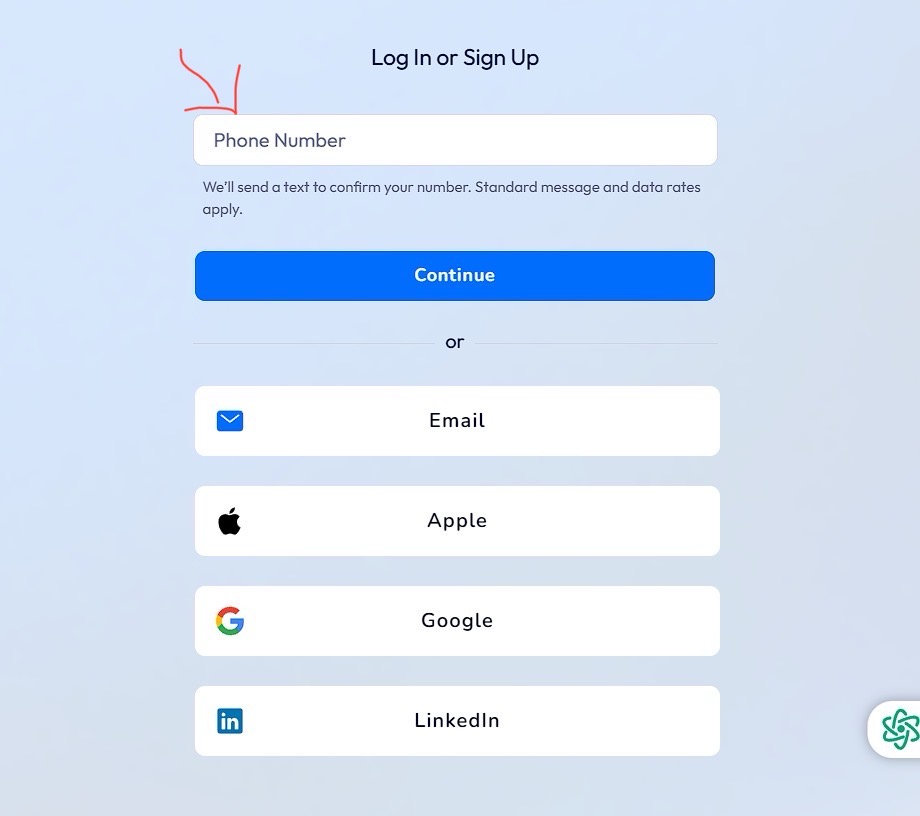 Log In or Sign Up
Phone Number
We'll send a text to confirm your number. Standard message and data rates
apply.
Continue
or
Email
Apple
Google
in
LinkedIn